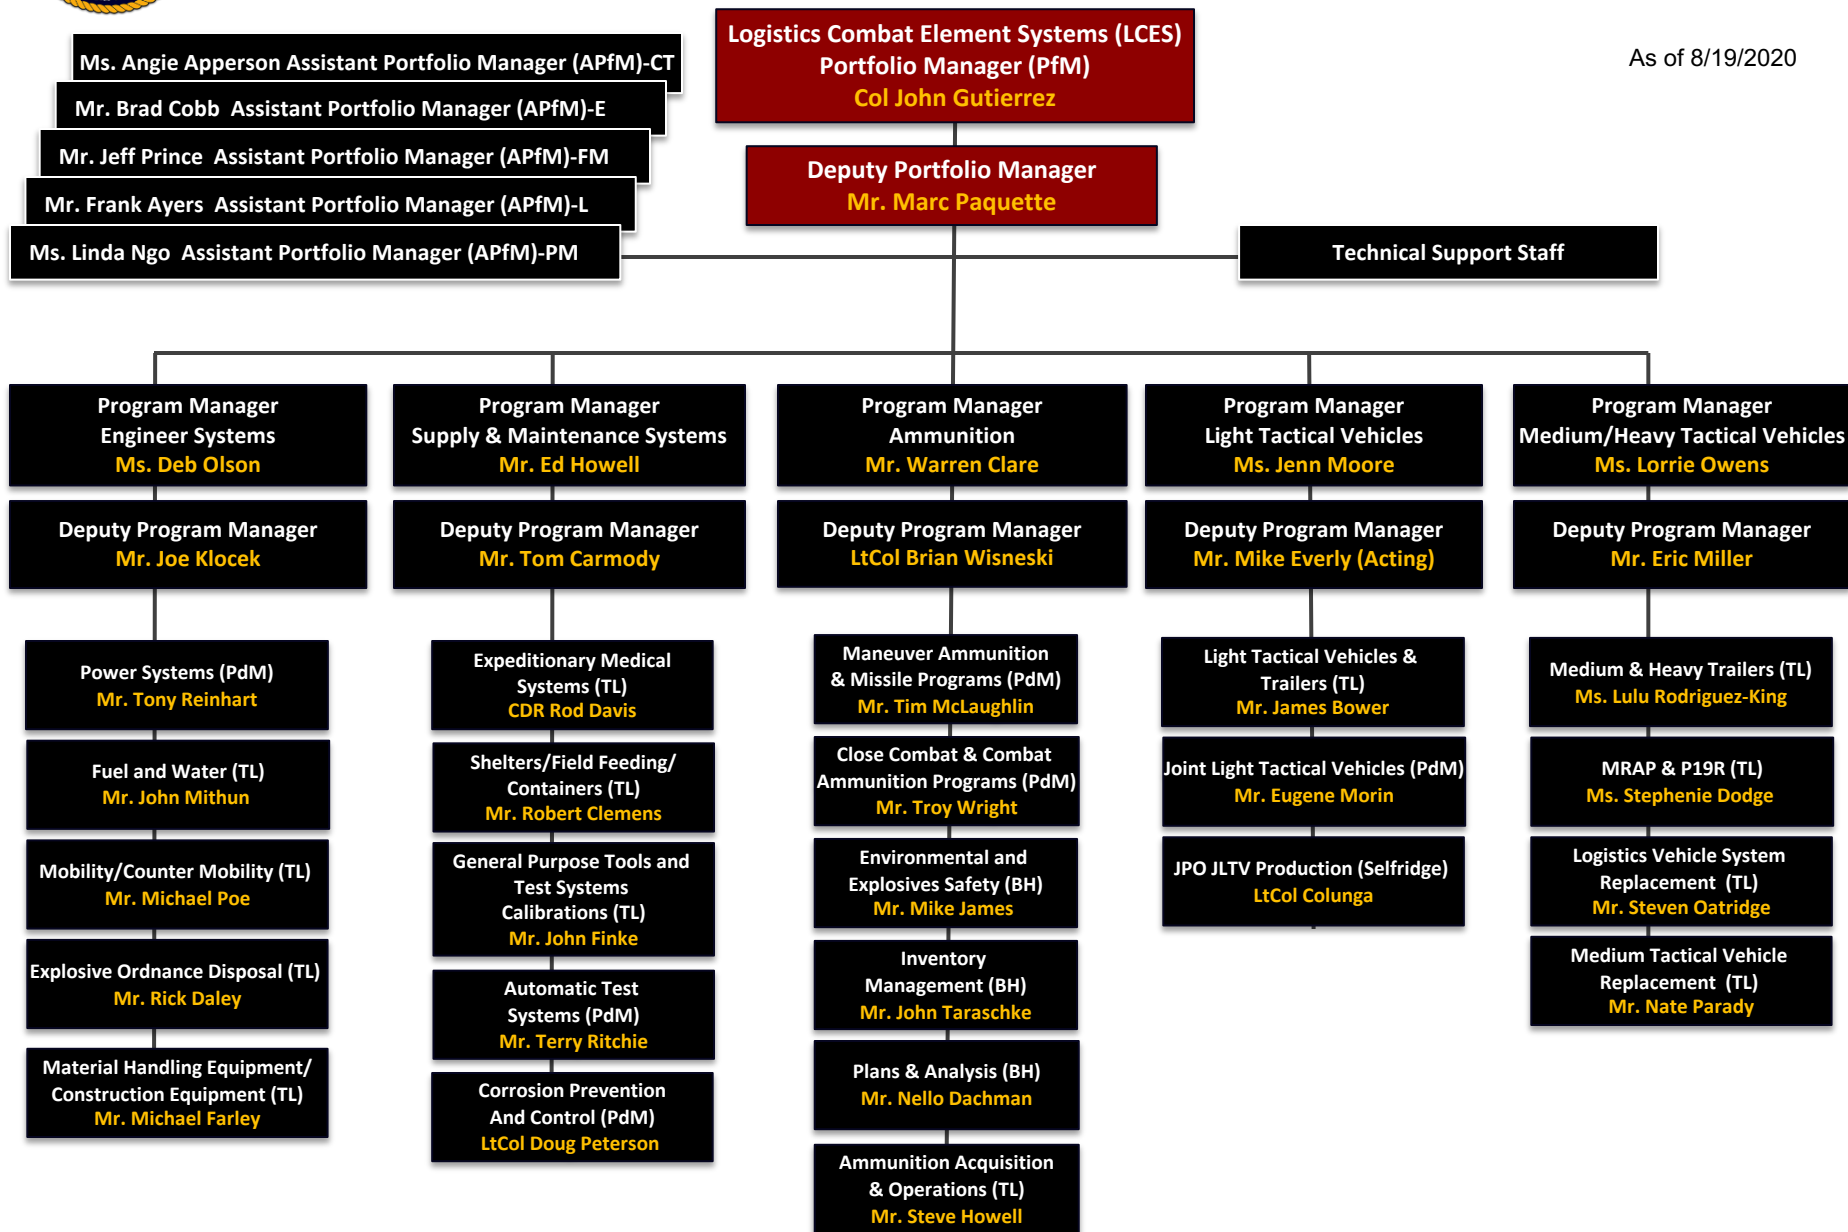 Logistics Combat Element Systems (LCES)
Portfolio Manager (PfM)
Col John Gutierrez
As of 8/19/2020
Ms. Angie Apperson Assistant Portfolio Manager (APfM)-CT
Mr. Brad Cobb  Assistant Portfolio Manager (APfM)-E
Mr. Jeff Prince  Assistant Portfolio Manager (APfM)-FM
Mr. Frank Ayers  Assistant Portfolio Manager (APfM)-L
Ms. Linda Ngo  Assistant Portfolio Manager (APfM)-PM
Deputy Portfolio Manager
Mr. Marc Paquette
Technical Support Staff
Program Manager
Engineer Systems
Ms. Deb Olson
Deputy Program Manager
Mr. Joe Klocek
Power Systems (PdM)
Mr. Tony Reinhart
Fuel and Water (TL)
Mr. John Mithun
Mobility/Counter Mobility (TL)
Mr. Michael Poe
Explosive Ordnance Disposal (TL)
Mr. Rick Daley
Material Handling Equipment/
Construction Equipment (TL)
Mr. Michael Farley
Program Manager
Supply & Maintenance Systems
Mr. Ed Howell
Deputy Program Manager
Mr. Tom Carmody
Expeditionary Medical
Systems (TL)
CDR Rod Davis
Shelters/Field Feeding/
Containers (TL)
Mr. Robert Clemens
General Purpose Tools and
Test Systems
Calibrations (TL)
Mr. John Finke
Automatic Test
Systems (PdM)
Mr. Terry Ritchie
Corrosion Prevention
And Control (PdM)
LtCol Doug Peterson
Program Manager
Ammunition
Mr. Warren Clare
Deputy Program Manager
LtCol Brian Wisneski
Maneuver Ammunition
& Missile Programs (PdM)
Mr. Tim McLaughlin
Close Combat & Combat
Ammunition Programs (PdM)
Mr. Troy Wright
Environmental and
Explosives Safety (BH)
Mr. Mike James
Inventory
Management (BH)
Mr. John Taraschke
Plans & Analysis (BH)
Mr. Nello Dachman
Ammunition Acquisition
& Operations (TL)
Mr. Steve Howell
Program Manager
Light Tactical Vehicles
Ms. Jenn Moore
Deputy Program Manager
Mr. Mike Everly (Acting)
Light Tactical Vehicles &
Trailers (TL)
Mr. James Bower
Joint Light Tactical Vehicles (PdM)
Mr. Eugene Morin
JPO JLTV Production (Selfridge)
LtCol Colunga
Program Manager
Medium/Heavy Tactical Vehicles
Ms. Lorrie Owens
Deputy Program Manager
Mr. Eric Miller
Medium & Heavy Trailers (TL)
Ms. Lulu Rodriguez-King
MRAP & P19R (TL)
Ms. Stephenie Dodge
Logistics Vehicle System
Replacement  (TL)
Mr. Steven Oatridge
Medium Tactical Vehicle
Replacement  (TL)
Mr. Nate Parady